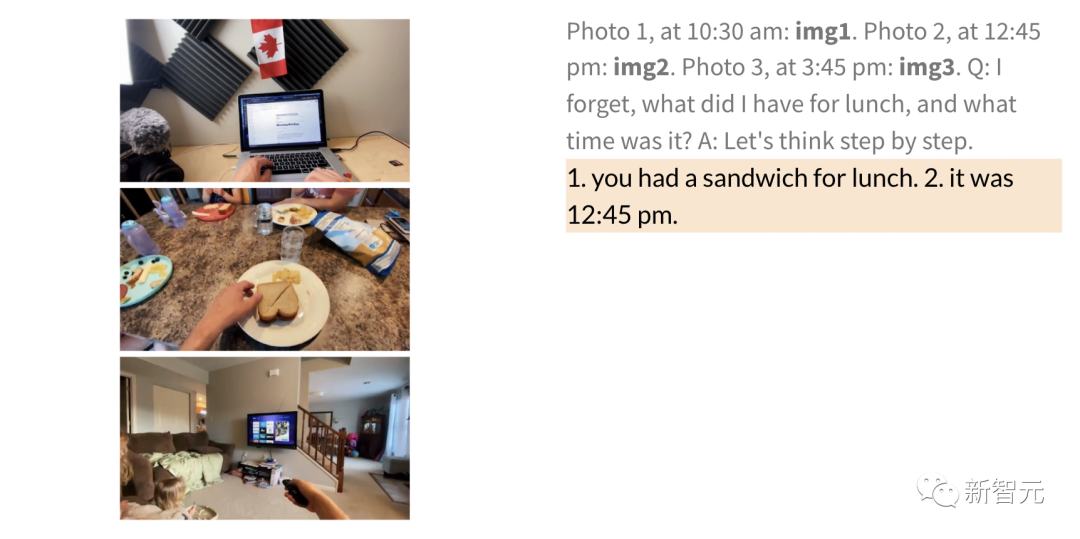 Photo 1, at 10:30 am: img1. Photo 2, at 12:45
pm: img2. Photo 3, at 3:45 pm: img3. Q: I
forget, what did I have for lunch, and what
time was it? A: Let's think step by step.
1. you had a sandwich for lunch. 2. it was
12:45 pm.
新智元